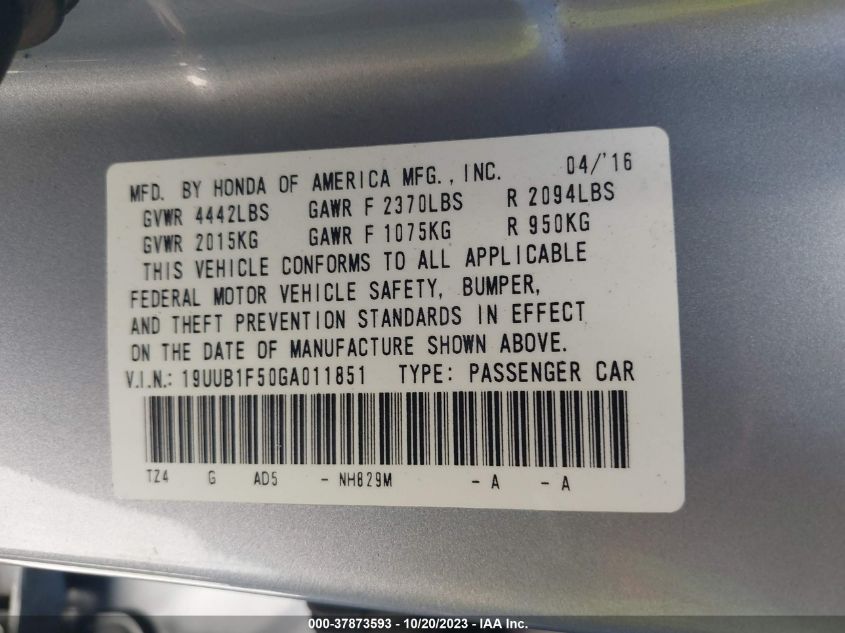 MFD. BY HONDA OF AMERICA MFG., INC. 04/'16
GVWR 4442LBS GAWR F 2370LBS R 2094LBS
GVWR 2015KG GAWR F 1075KG R 950KG
THIS VEHICLE CONFORMS TO ALL APPLICABLE
FEDERAL MOTOR VEHICLE SAFETY, BUMPER,
AND THEFT PREVENTION STANDARDS IN EFFECT
ON THE DATE OF MANUFACTURE SHOWN ABOVE.
V.I.N.: 19UUB1F50GA011851 TYPE: PASSENGER CAR
TZ4 G AD5 - NH829M - A - A
000-37873593 - 10/20/2023 - IAA Inc.